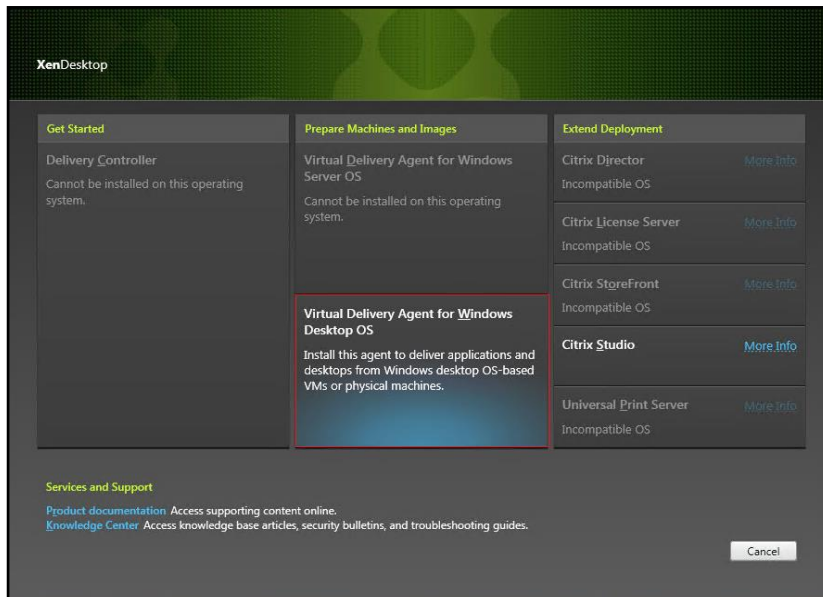 XenDesktop
Get Started
Delivery Controller
Cannot be installed on this operating
system.
Prepare Machines and Images
Virtual Delivery Agent for Windows
Server OS
Cannot be installed on this operating
system.
Virtual Delivery Agent for Windows
Desktop OS
Install this agent to deliver applications and
desktops from Windows desktop OS-based
VMs or physical machines.
Extend Deployment
Citrix Director More Info
Incompatible OS
Citrix License Server More Info
Incompatible OS
Citrix StoreFront More Info
Incompatible OS
Citrix Studio More Info
Universal Print Server More Info
Incompatible OS
Services and Support
Product documentation Access supporting content online.
Knowledge Center Access knowledge base articles, security bulletins, and troubleshooting guides.
Cancel